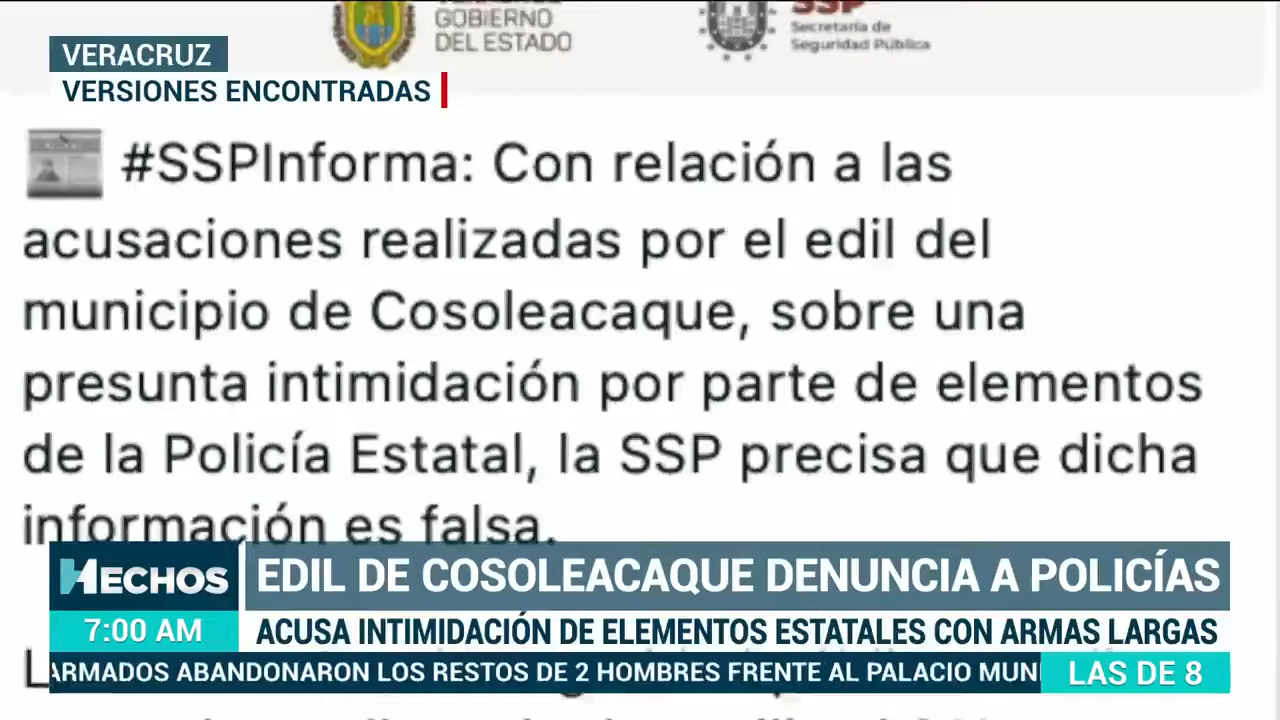 GOBIERNO
DEL ESTADO
SSP
Secretaría de
Seguridad Pública
VERACRUZ
VERSIONES ENCONTRADAS
#SSPInforma: Con relación a las
acusaciones realizadas por el edil del
municipio de Cosoleacaque, sobre una
presunta intimidación por parte de elementos
de la Policía Estatal, la SSP precisa que dicha
información es falsa.
HECHOS
EDIL DE COSOLEACAQUE DENUNCIA A POLICÍAS
7:00 AM
ACUSA INTIMIDACIÓN DE ELEMENTOS ESTATALES CON ARMAS LARGAS
ARMADOS ABANDONARON LOS RESTOS DE 2 HOMBRES FRENTE AL PALACIO MUNI
LAS DE 8